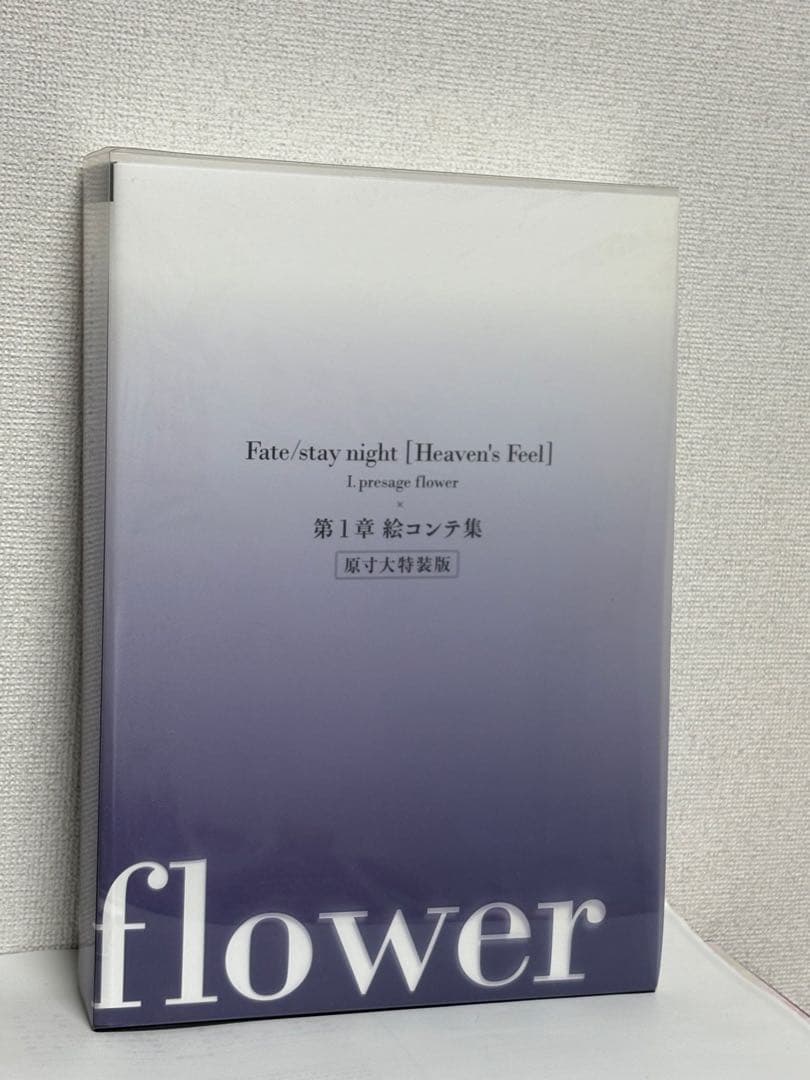 Fate/stay night [Heaven's Feel]
I. presage flower
×
第1章 絵コンテ集
原寸大特装版
flower